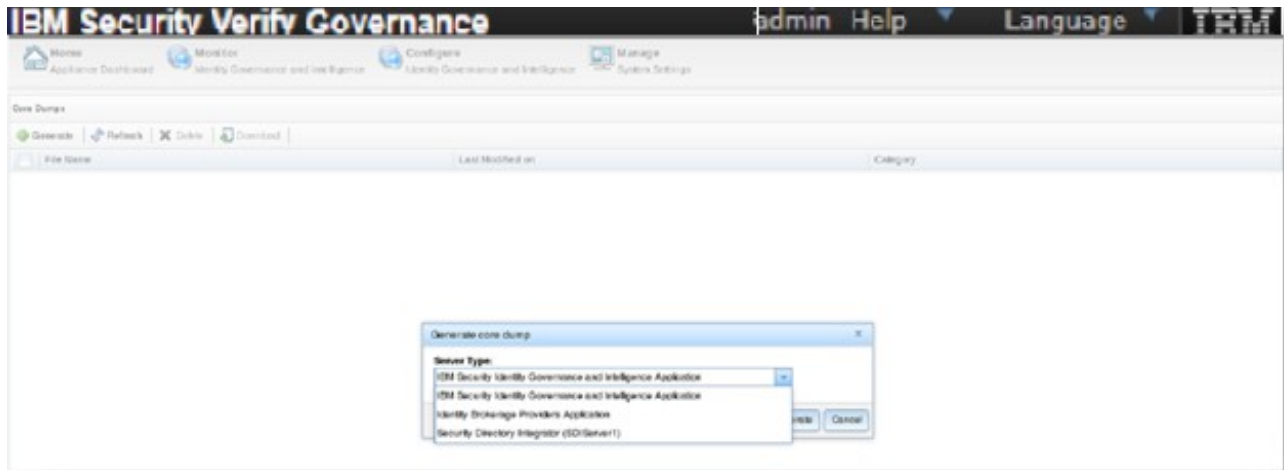 IBM Security Verify Governance
admin Help Language IBM
Home
Appliance Dashboard
Monitor
Identity Governance and Intelligence
Configure
Identity Governance and Intelligence
Manage
System Settings
Core Dumps
Generate Refresh Delete Download
File Name Last Modified on Category
Generate core dump
Server Type:
IBM Security Identity Governance and Intelligence Application
IBM Security Identity Governance and Intelligence Application
Identity Brokerage Providers Application
Security Directory Integrator (SDIServer1)
Cancel